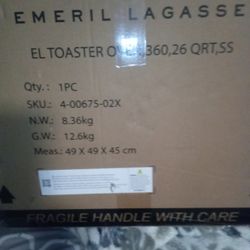 EMERIL LAGASSE
EL TOASTER OVEN,360,26 QRT,SS
Qty.: 1PC
SKU.: 4-00675-02X
N.W.: 8.36kg
G.W.: 12.6kg
Meas.: 49 X 49 X 45 cm
FRAGILE HANDLE WITH CARE